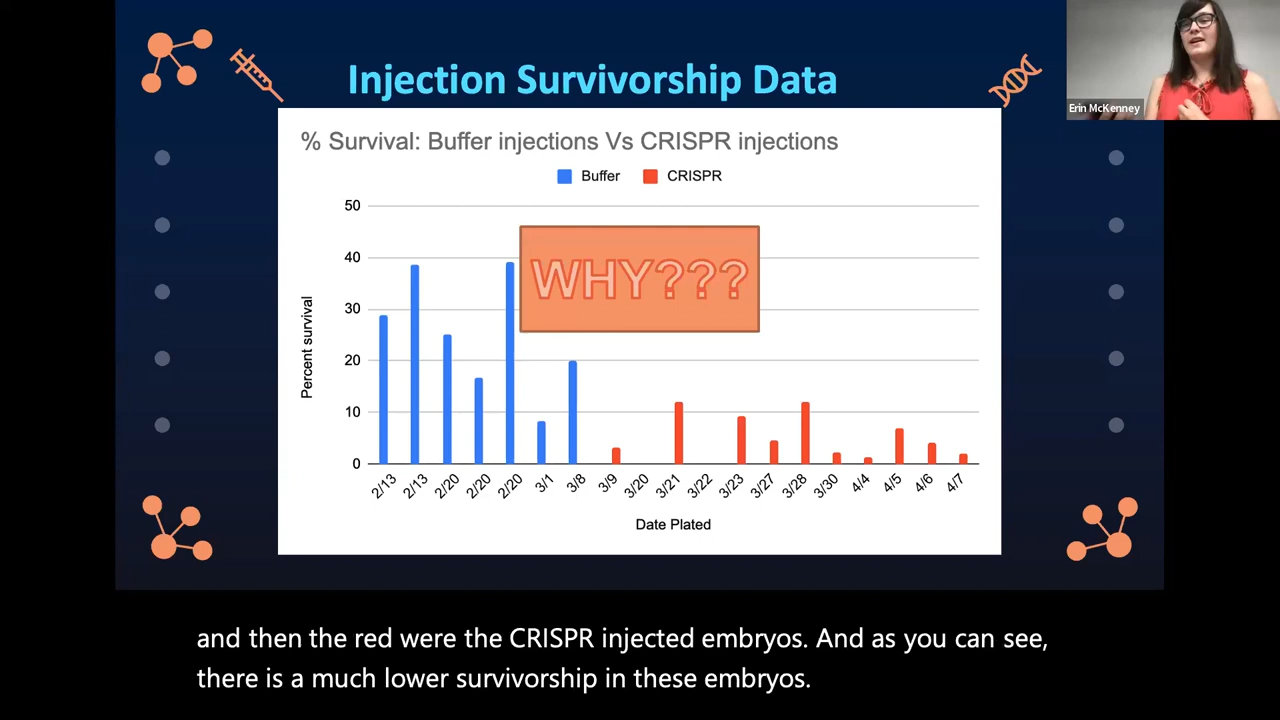 Injection Survivorship Data
Erin McKenney
% Survival: Buffer injections Vs CRISPR injections
Buffer CRISPR
50
40
30
20
10
0
Percent survival
WHY???
2/13 2/13 2/20 2/20 2/20 3/1 3/8 3/9 3/20 3/21 3/22 3/23 3/27 3/28 3/30 4/4 4/5 4/6 4/7
Date Plated
and then the red were the CRISPR injected embryos. And as you can see,
there is a much lower survivorship in these embryos.